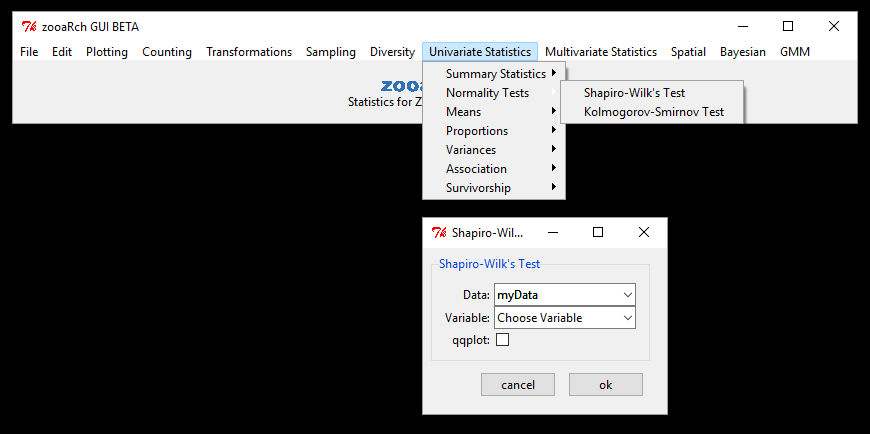 zooaRch GUI BETA
File Edit Plotting Counting Transformations Sampling Diversity Univariate Statistics Multivariate Statistics Spatial Bayesian GMM
zooa
Statistics for Z
Summary Statistics
Normality Tests
Means
Proportions
Variances
Association
Survivorship
Shapiro-Wilk's Test
Kolmogorov-Smirnov Test
Shapiro-Wil...
Shapiro-Wilk's Test
Data: myData
Variable: Choose Variable
qqplot:
cancel ok